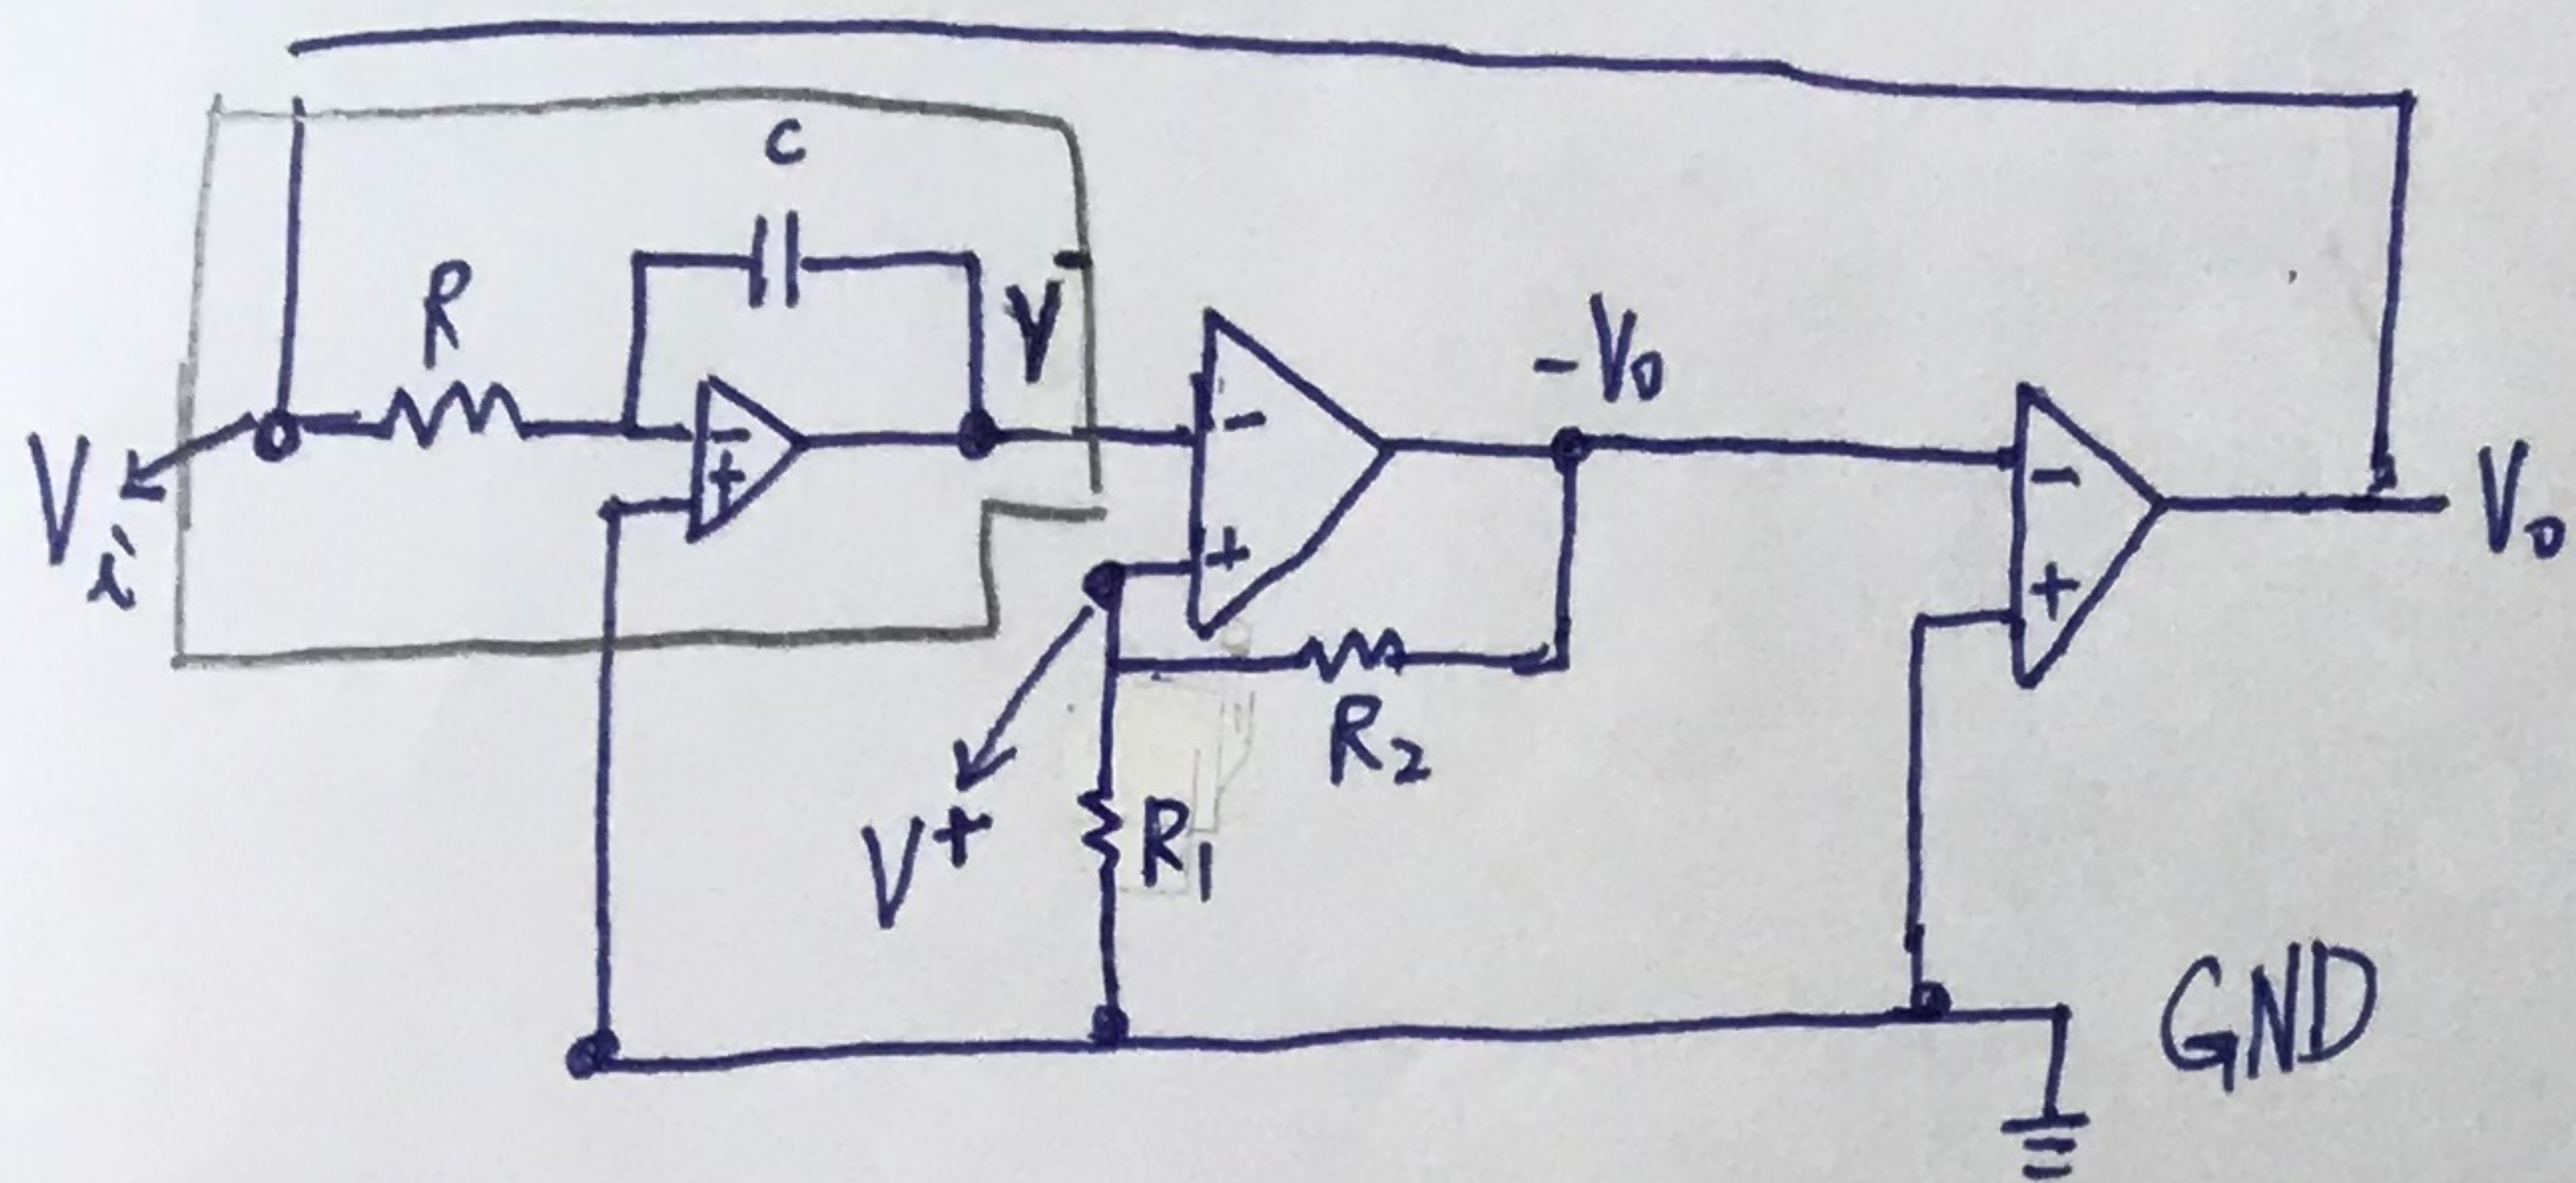 C
R
V⁻
-V₀
Vᵢ
-
+
-
+
-
+
V₀
R₂
V⁺
R₁
GND